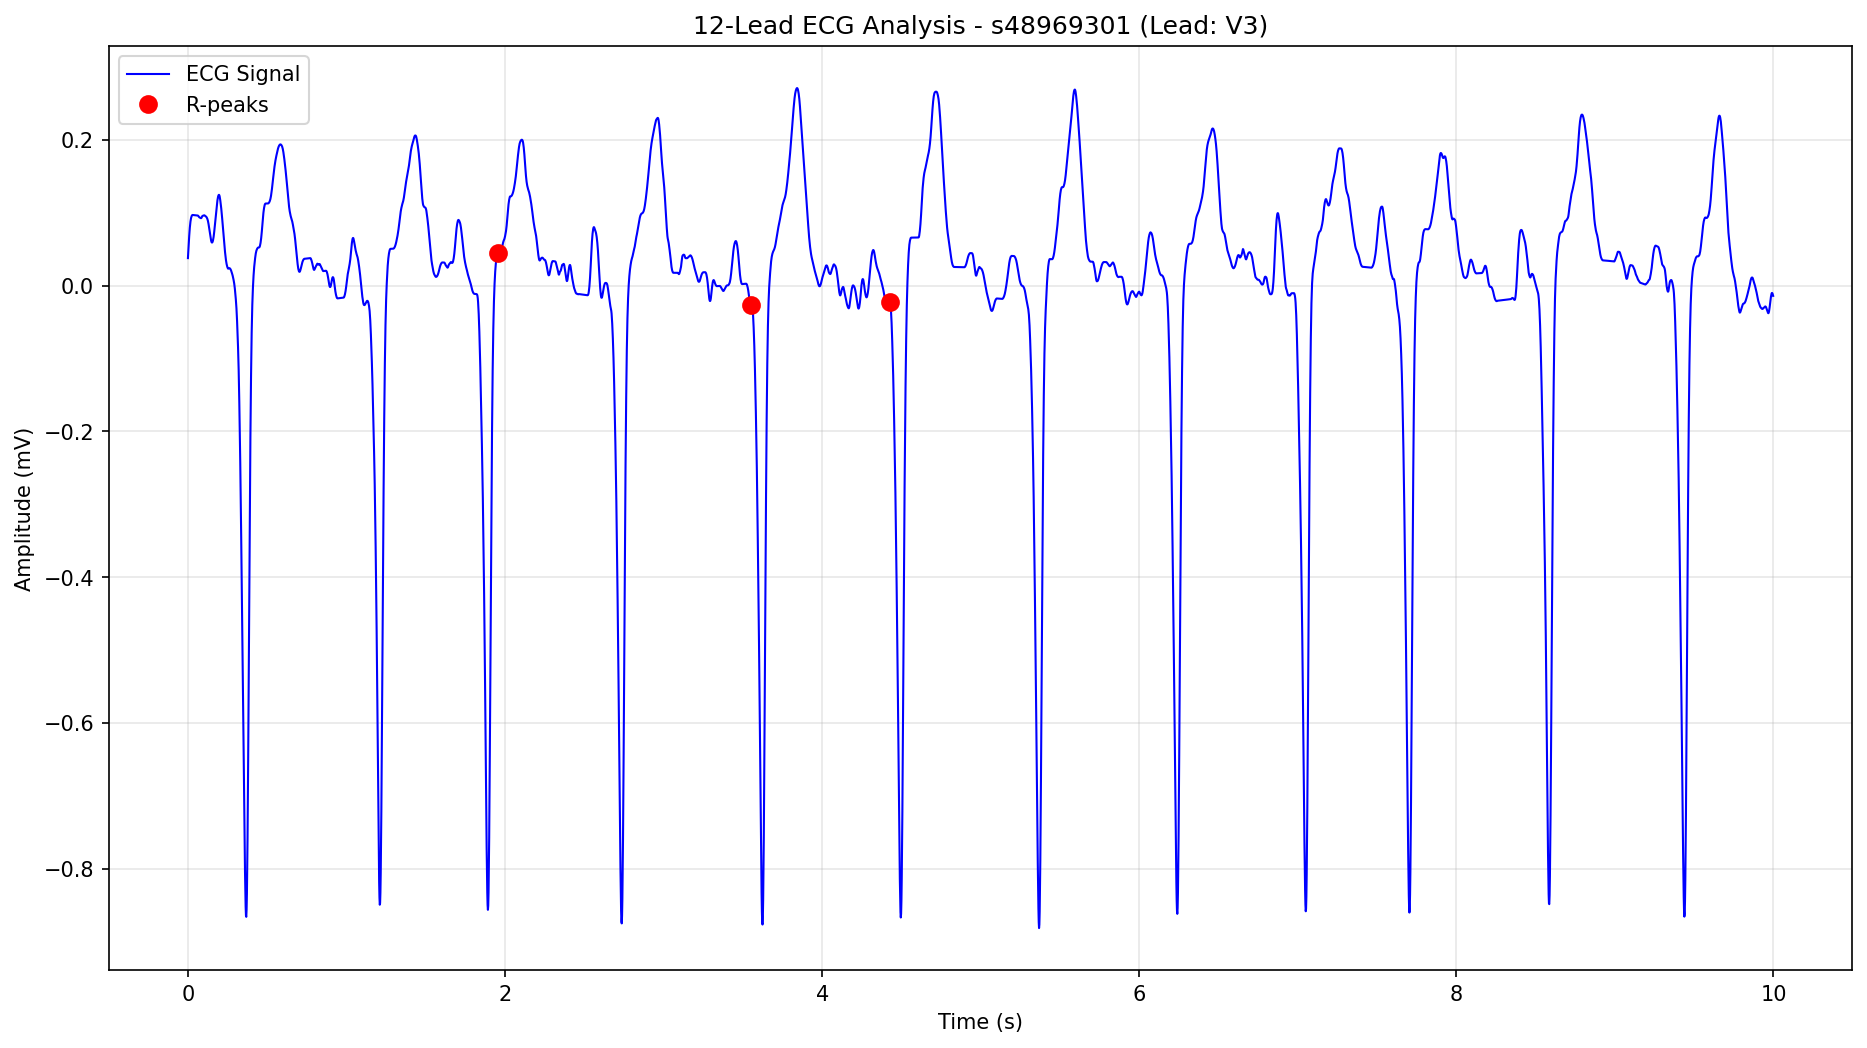 12-Lead ECG Analysis - s48969301 (Lead: V3)
ECG Signal
R-peaks
Amplitude (mV)
0.2
0.0
−0.2
−0.4
−0.6
−0.8
0
2
4
6
8
10
Time (s)